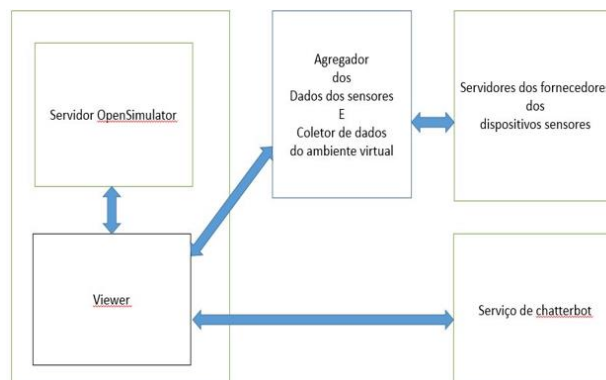 Servidor OpenSimulator
Agregador
dos
Dados dos sensores
E
Coletor de dados
do ambiente virtual
Servidores dos fornecedores
dos
dispositivos sensores
Viewer
Serviço de chatterbot